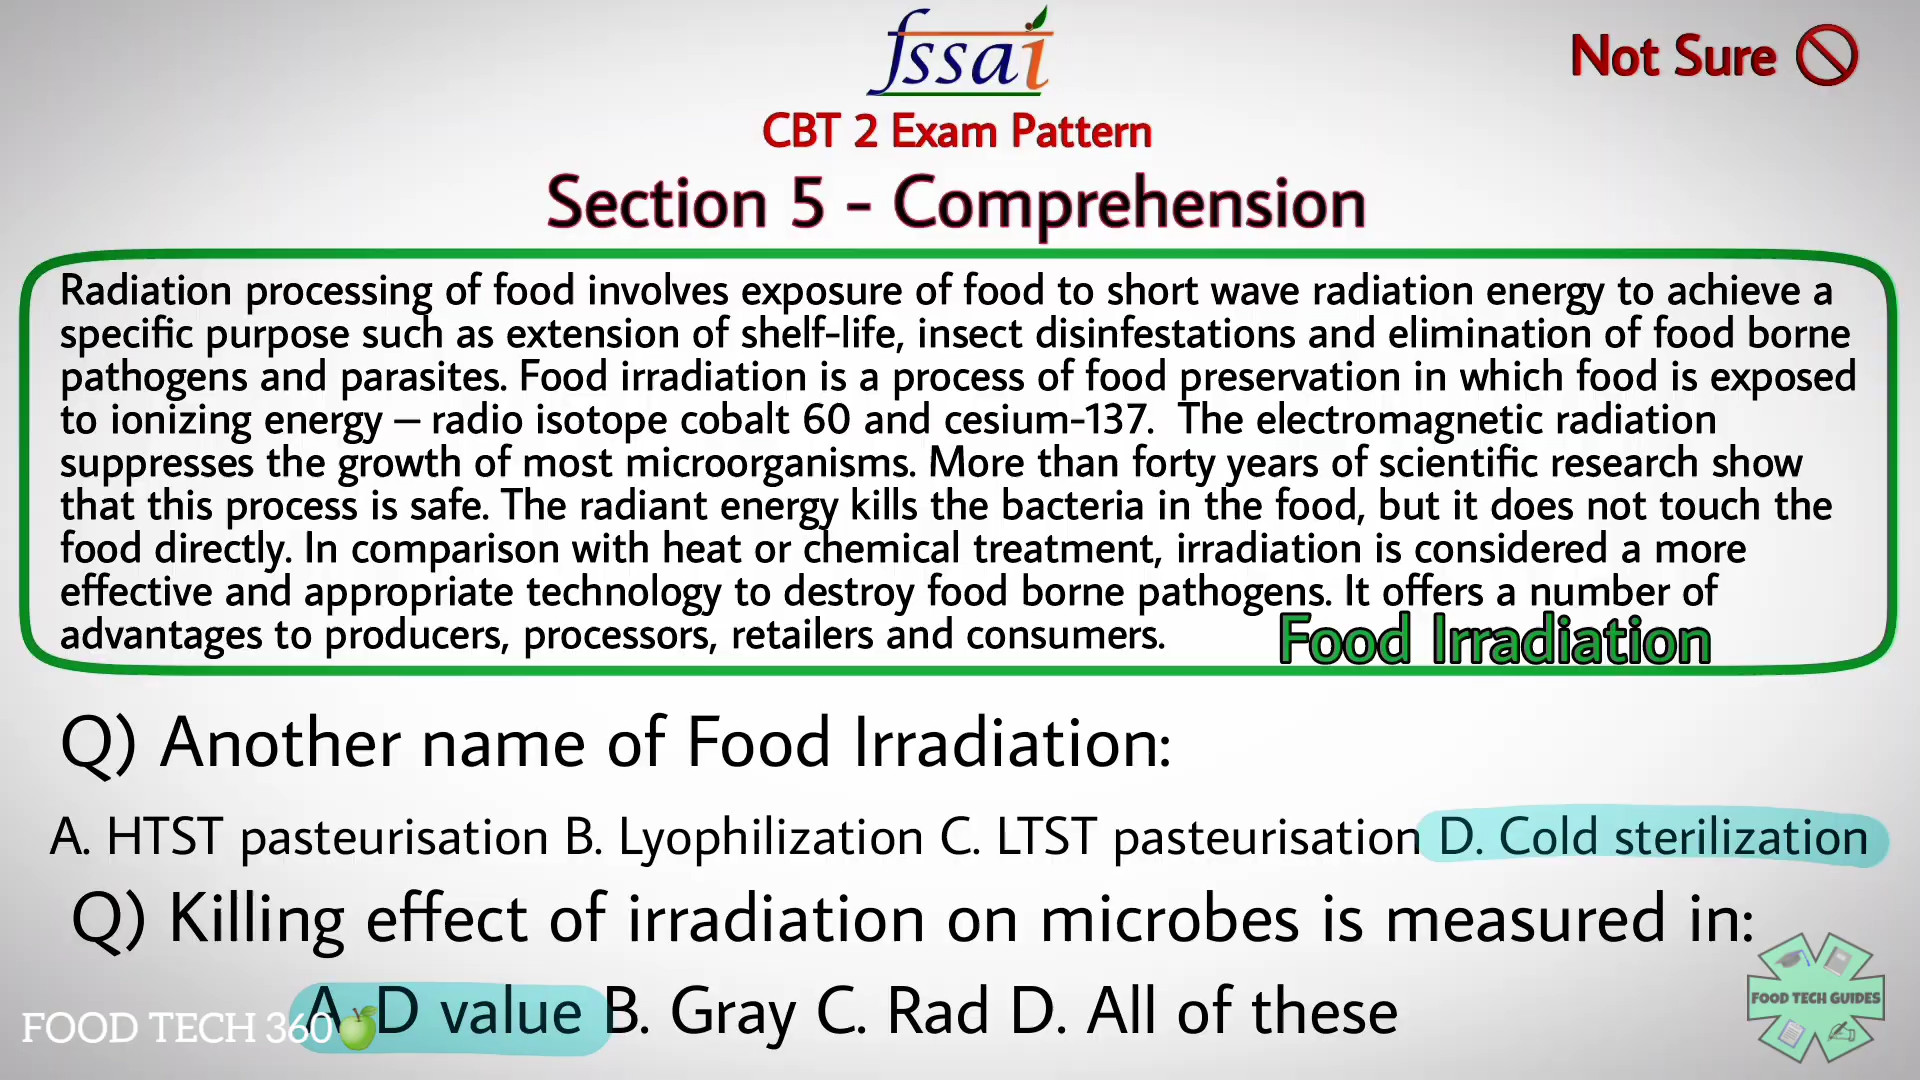 fssai
Not Sure
CBT 2 Exam Pattern
Section 5 - Comprehension
Radiation processing of food involves exposure of food to short wave radiation energy to achieve a
specific purpose such as extension of shelf-life, insect disinfestations and elimination of food borne
pathogens and parasites. Food irradiation is a process of food preservation in which food is exposed
to ionizing energy – radio isotope cobalt 60 and cesium-137.  The electromagnetic radiation
suppresses the growth of most microorganisms. More than forty years of scientific research show
that this process is safe. The radiant energy kills the bacteria in the food, but it does not touch the
food directly. In comparison with heat or chemical treatment, irradiation is considered a more
effective and appropriate technology to destroy food borne pathogens. It offers a number of
advantages to producers, processors, retailers and consumers.
Food Irradiation
Q) Another name of Food Irradiation:
A. HTST pasteurisation B. Lyophilization C. LTST pasteurisation D. Cold sterilization
Q) Killing effect of irradiation on microbes is measured in:
A. D value B. Gray C. Rad D. All of these
FOOD TECH 360
FOOD TECH GUIDES